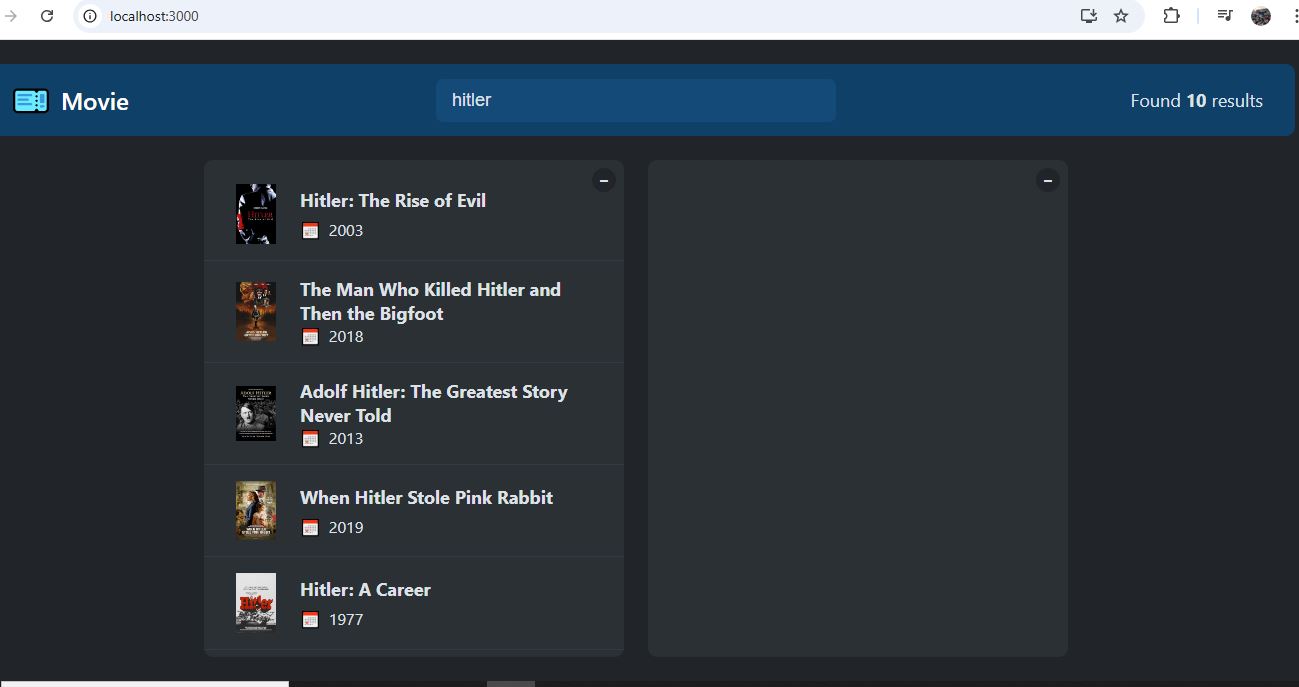 localhost:3000
Movie
hitler
Found 10 results
Hitler: The Rise of Evil
2003
The Man Who Killed Hitler and
Then the Bigfoot
2018
Adolf Hitler: The Greatest Story
Never Told
2013
When Hitler Stole Pink Rabbit
2019
Hitler: A Career
1977